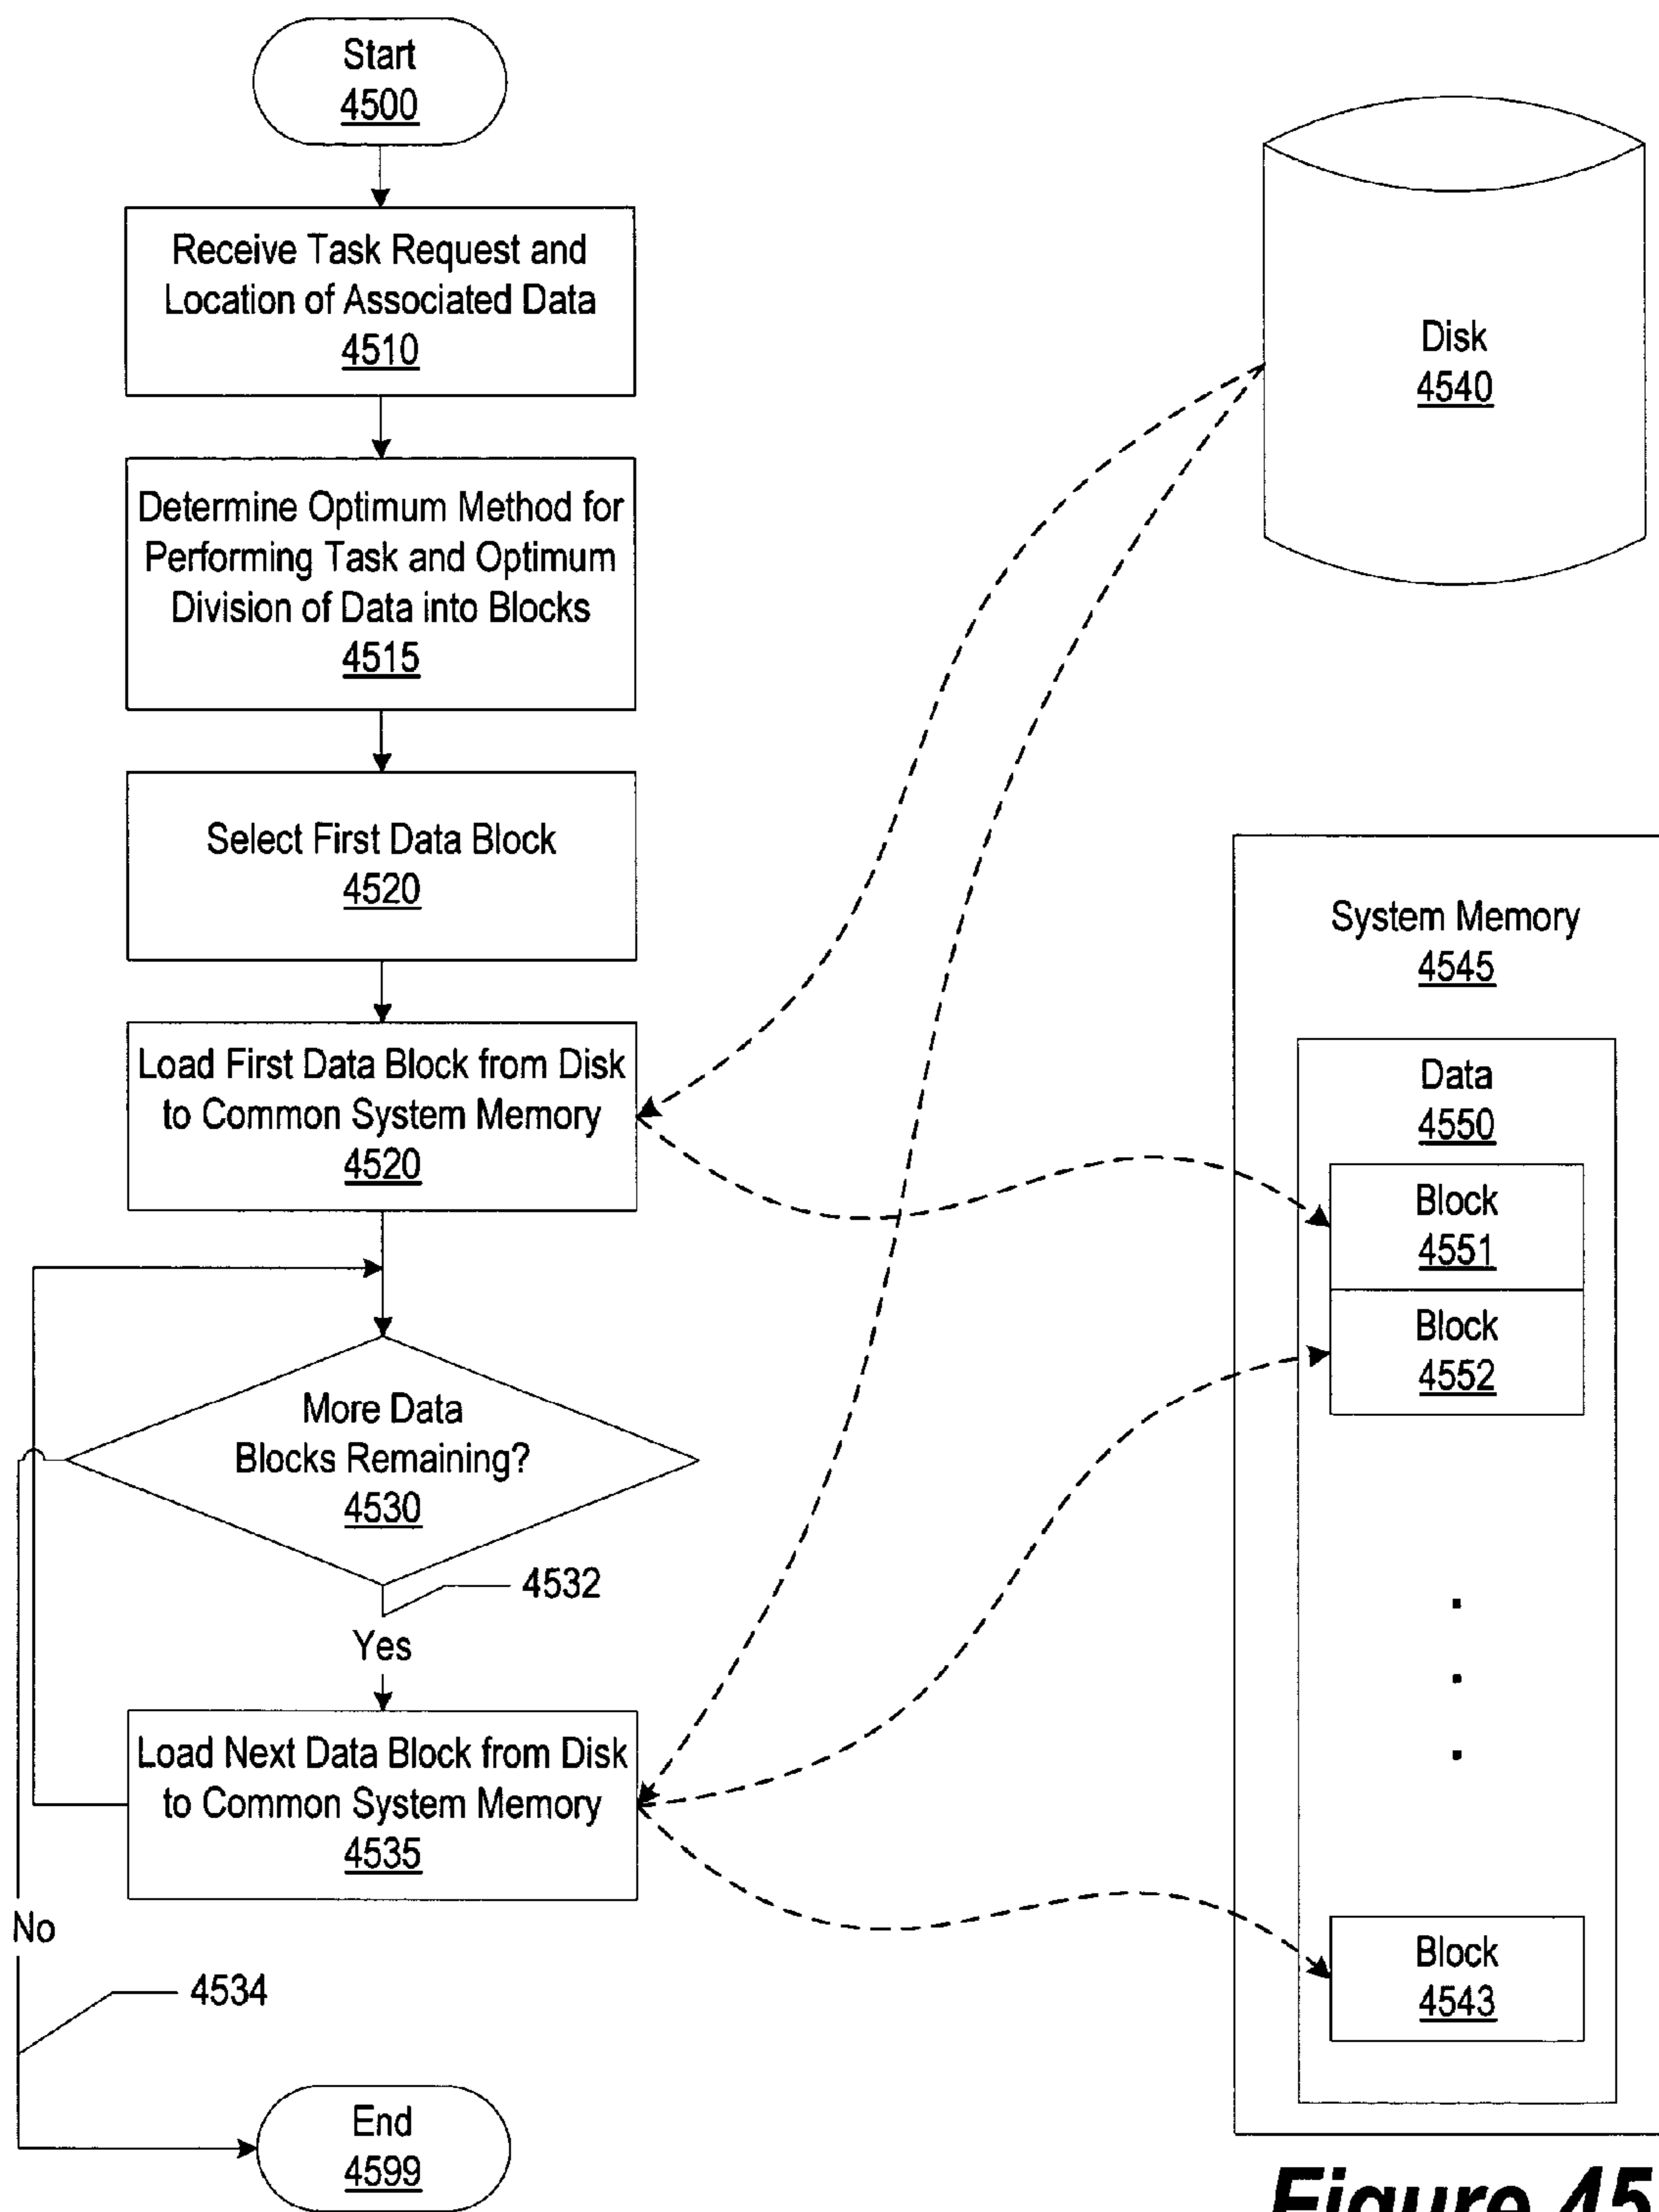 Start
4500
Receive Task Request and
Location of Associated Data
4510
Determine Optimum Method for
Performing Task and Optimum
Division of Data into Blocks
4515
Select First Data Block
4520
Load First Data Block from Disk
to Common System Memory
4520
More Data
Blocks Remaining?
4530
4532
Yes
Load Next Data Block from Disk
to Common System Memory
4535
No
4534
End
4599
Disk
4540
System Memory
4545
Data
4550
Block
4551
Block
4552
Block
4543
Figure 45